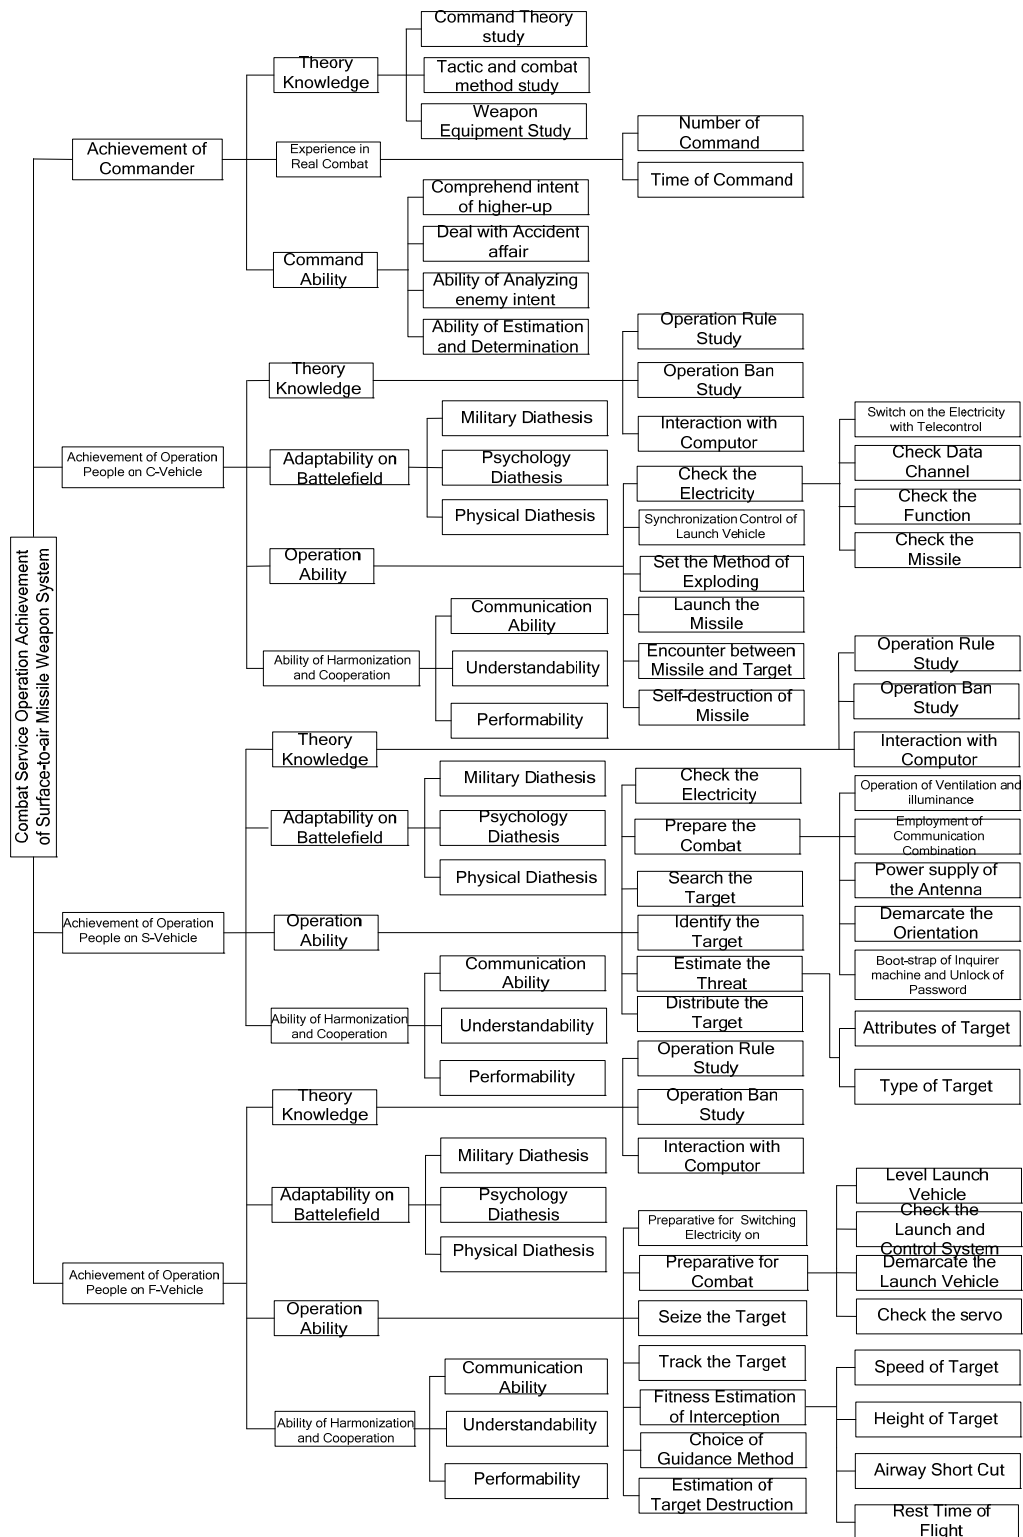 Combat Service Operation Achievement
of Surface-to-air Missile Weapon System
Achievement of
Commander
Theory
Knowledge
Command Theory
study
Tactic and combat
method study
Weapon
Equipment Study
Experience in
Real Combat
Number of
Command
Time of Command
Command
Ability
Comprehend intent
of higher-up
Deal with Accident
affair
Ability of Analyzing
enemy intent
Ability of Estimation
and Determination
Achievement of Operation
People on C-Vehicle
Theory
Knowledge
Operation Rule
Study
Operation Ban
Study
Interaction with
Computor
Adaptability on
Battelefield
Military Diathesis
Psychology
Diathesis
Physical Diathesis
Operation
Ability
Check the
Electricity
Switch on the Electricity
with Telecontrol
Check Data
Channel
Check the
Function
Check the
Missile
Synchronization Control of
Launch Vehicle
Set the Method of
Exploding
Launch the
Missile
Encounter between
Missile and Target
Self-destruction of
Missile
Ability of Harmonization
and Cooperation
Communication
Ability
Understandability
Performability
Achievement of Operation
People on S-Vehicle
Theory
Knowledge
Operation Rule
Study
Operation Ban
Study
Interaction with
Computor
Adaptability on
Battelefield
Military Diathesis
Psychology
Diathesis
Physical Diathesis
Operation
Ability
Check the
Electricity
Prepare the
Combat
Operation of Ventilation and
illuminance
Employment of
Communication
Combination
Power supply of
the Antenna
Demarcate the
Orientation
Boot-strap of Inquirer
machine and Unlock of
Password
Search the
Target
Identify the
Target
Estimate the
Threat
Attributes of Target
Type of Target
Distribute the
Target
Ability of Harmonization
and Cooperation
Communication
Ability
Understandability
Performability
Achievement of Operation
People on F-Vehicle
Theory
Knowledge
Operation Rule
Study
Operation Ban
Study
Interaction with
Computor
Adaptability on
Battelefield
Military Diathesis
Psychology
Diathesis
Physical Diathesis
Operation
Ability
Preparative for Switching
Electricity on
Preparative for
Combat
Level Launch
Vehicle
Check the
Launch and
Control System
Demarcate the
Launch Vehicle
Check the servo
Seize the Target
Track the Target
Fitness Estimation
of Interception
Speed of Target
Height of Target
Airway Short Cut
Rest Time of
Flight
Choice of
Guidance Method
Estimation of
Target Destruction
Ability of Harmonization
and Cooperation
Communication
Ability
Understandability
Performability